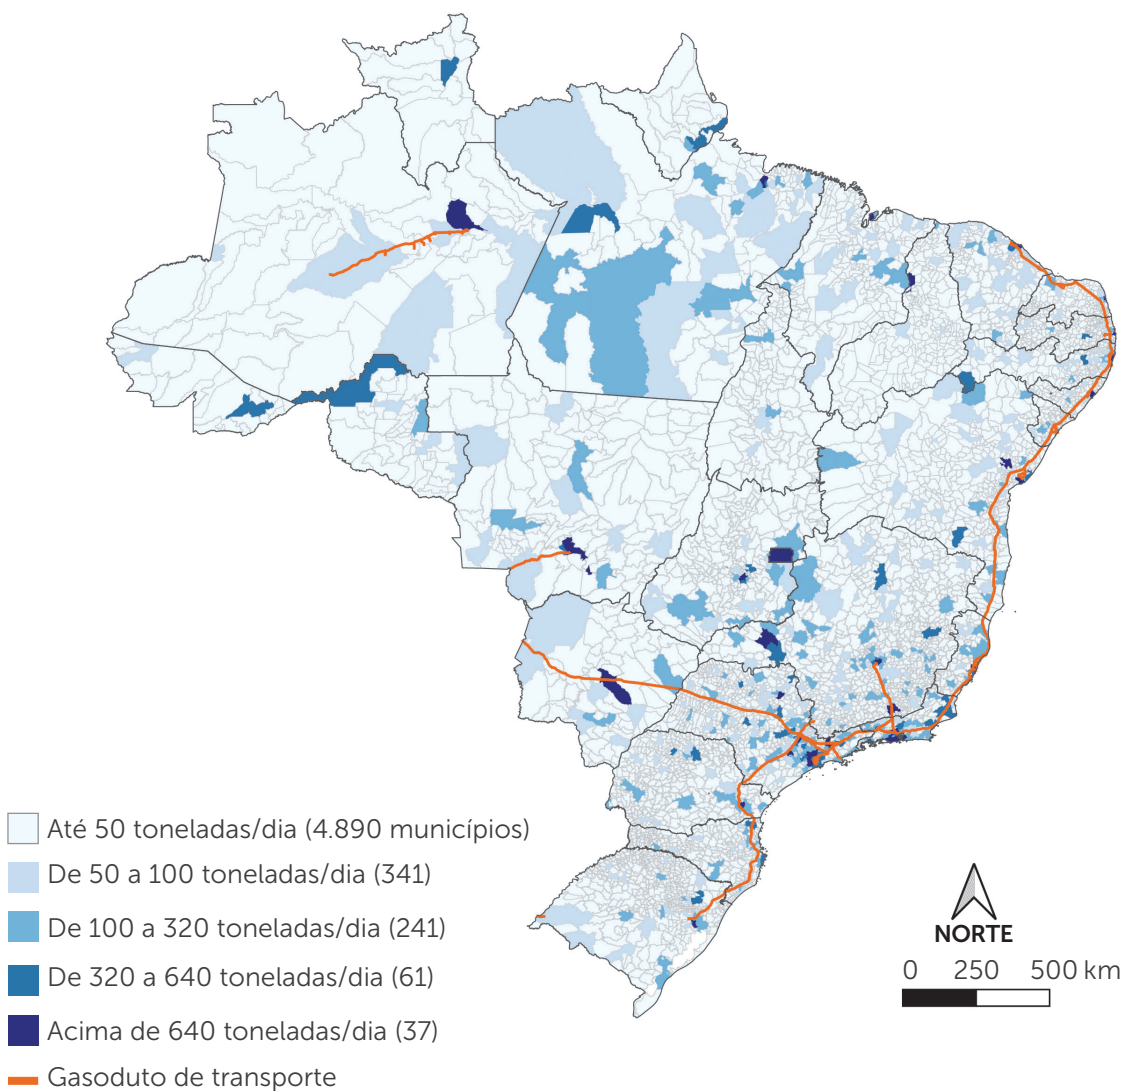 Até 50 toneladas/dia (4.890 municípios)
De 50 a 100 toneladas/dia (341)
De 100 a 320 toneladas/dia (241)
De 320 a 640 toneladas/dia (61)
Acima de 640 toneladas/dia (37)
Gasoduto de transporte
NORTE
0 250 500 km